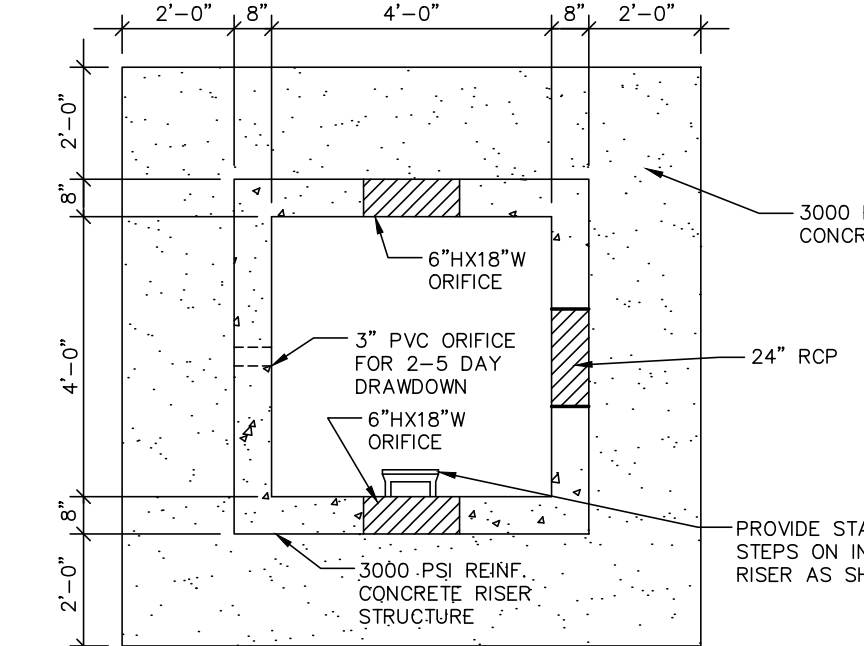 2'-0" 8" 4'-0" 8" 2'-0"
2'-0"
8"
4'-0"
8"
2'-0"
3000
CONCR
6"HX18"W
ORIFICE
3" PVC ORIFICE
FOR 2-5 DAY
DRAWDOWN
24" RCP
6"HX18"W
ORIFICE
PROVIDE STA
STEPS ON IN
RISER AS SH
3000 PSI REINF.
CONCRETE RISER
STRUCTURE